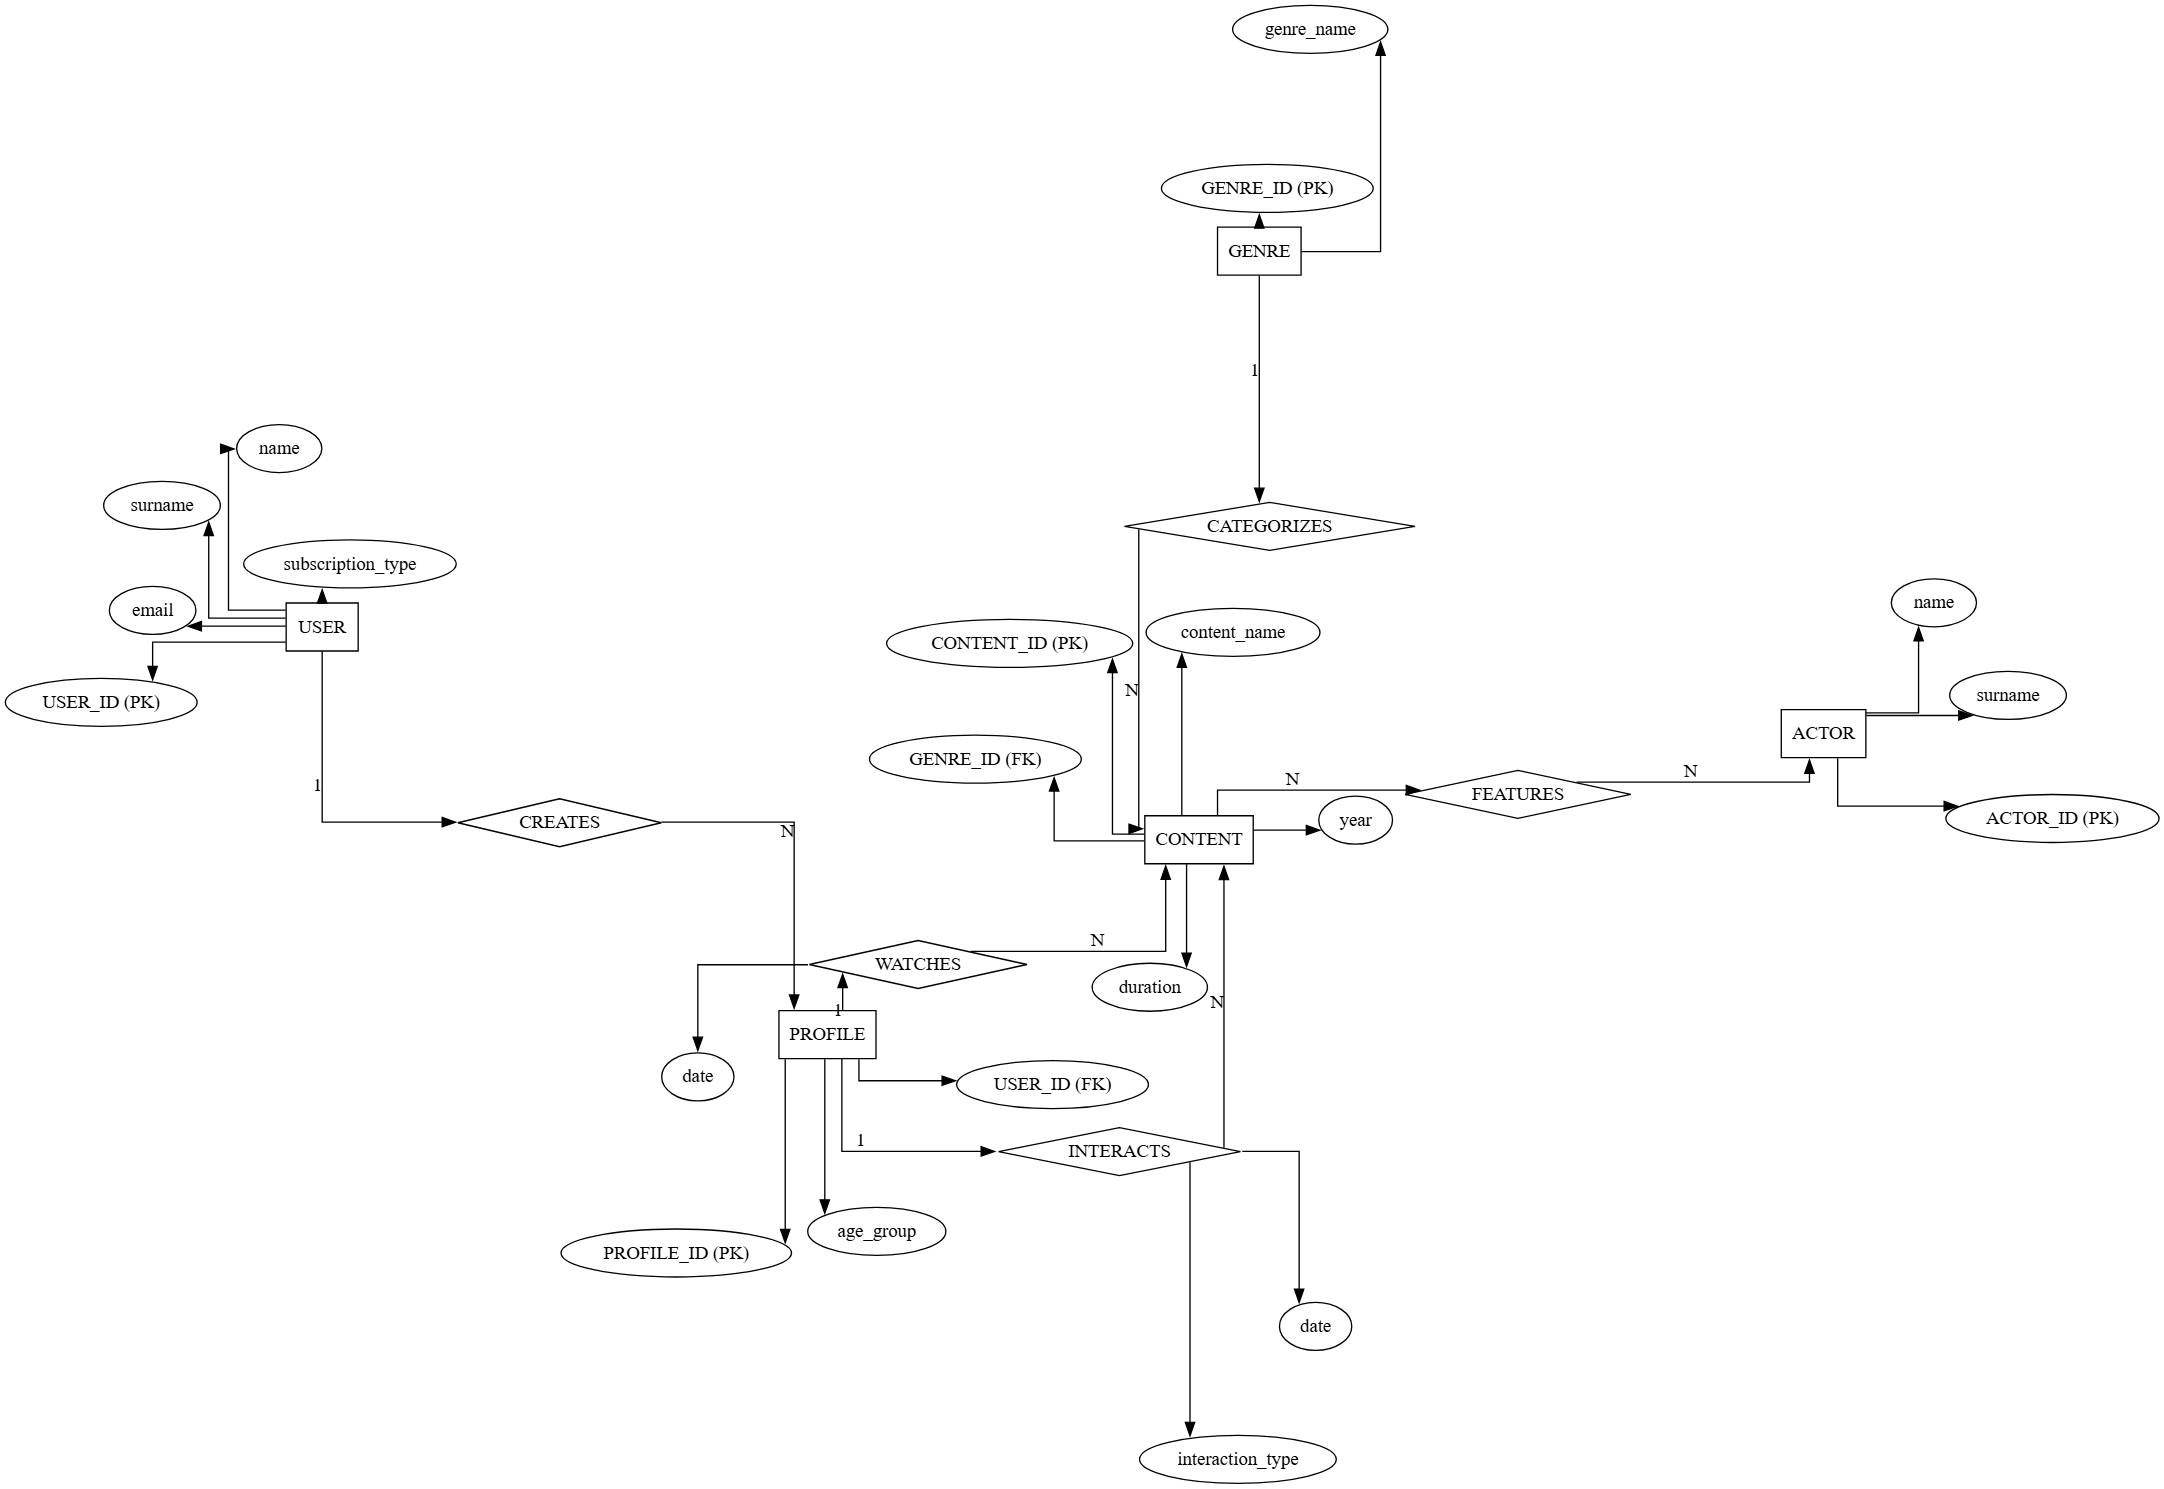 genre_name
GENRE_ID (PK)
GENRE
1
name
surname
subscription_type
CATEGORIZES
email
USER
name
content_name
CONTENT_ID (PK)
N
USER_ID (PK)
surname
ACTOR
GENRE_ID (FK)
N
N
1
FEATURES
ACTOR_ID (PK)
year
CREATES
N
CONTENT
N
WATCHES
duration
N
1
PROFILE
date
USER_ID (FK)
1
INTERACTS
age_group
PROFILE_ID (PK)
date
interaction_type